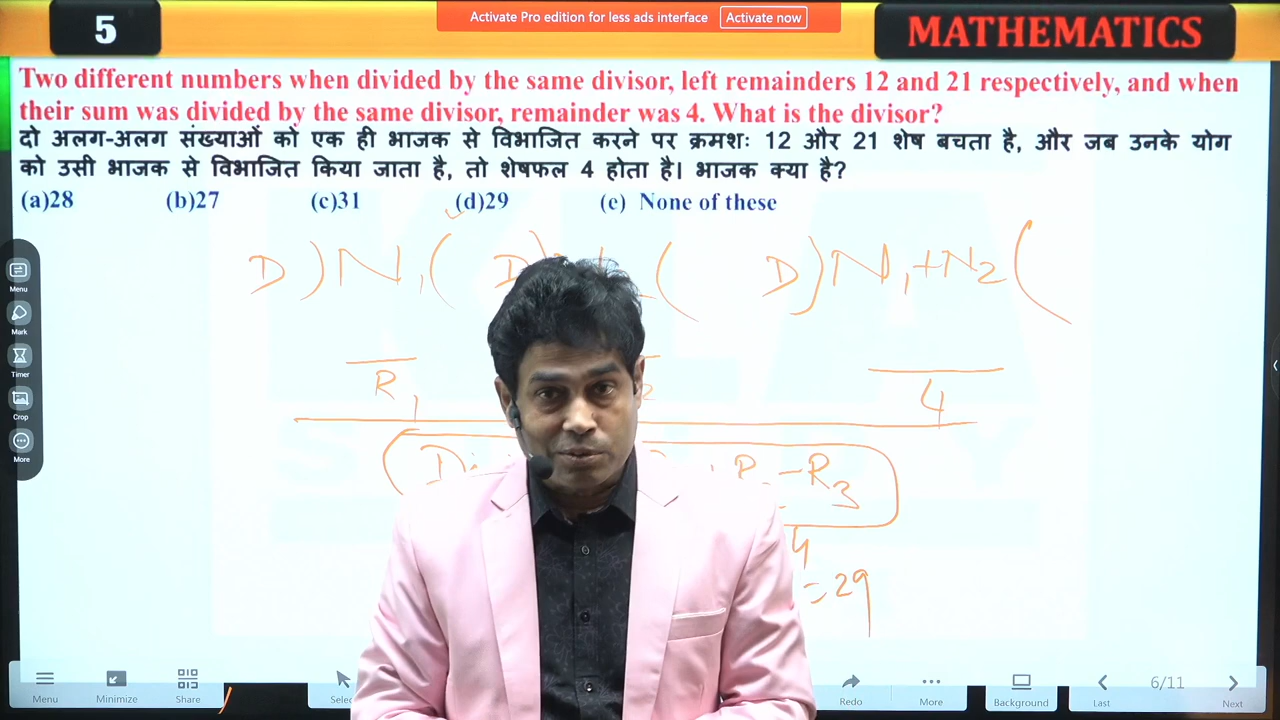 5
Activate Pro edition for less ads interface Activate now
MATHEMATICS
Two different numbers when divided by the same divisor, left remainders 12 and 21 respectively, and when
their sum was divided by the same divisor, remainder was 4. What is the divisor?
दो अलग-अलग संख्याओं को एक ही भाजक से विभाजित करने पर क्रमशः 12 और 21 शेष बचता है, और जब उनके योग
को उसी भाजक से विभाजित किया जाता है, तो शेषफल 4 होता है। भाजक क्या है?
(a)28 (b)27 (c)31 (d)29 (e) None of these
D ) N1 ( D ) ( D ) N1+N2 (
R1 2 4
Di R -R3
4
=29
Menu
Mark
Timer
Crop
More
Menu Minimize Share Redo More Background Last 6/11 Next